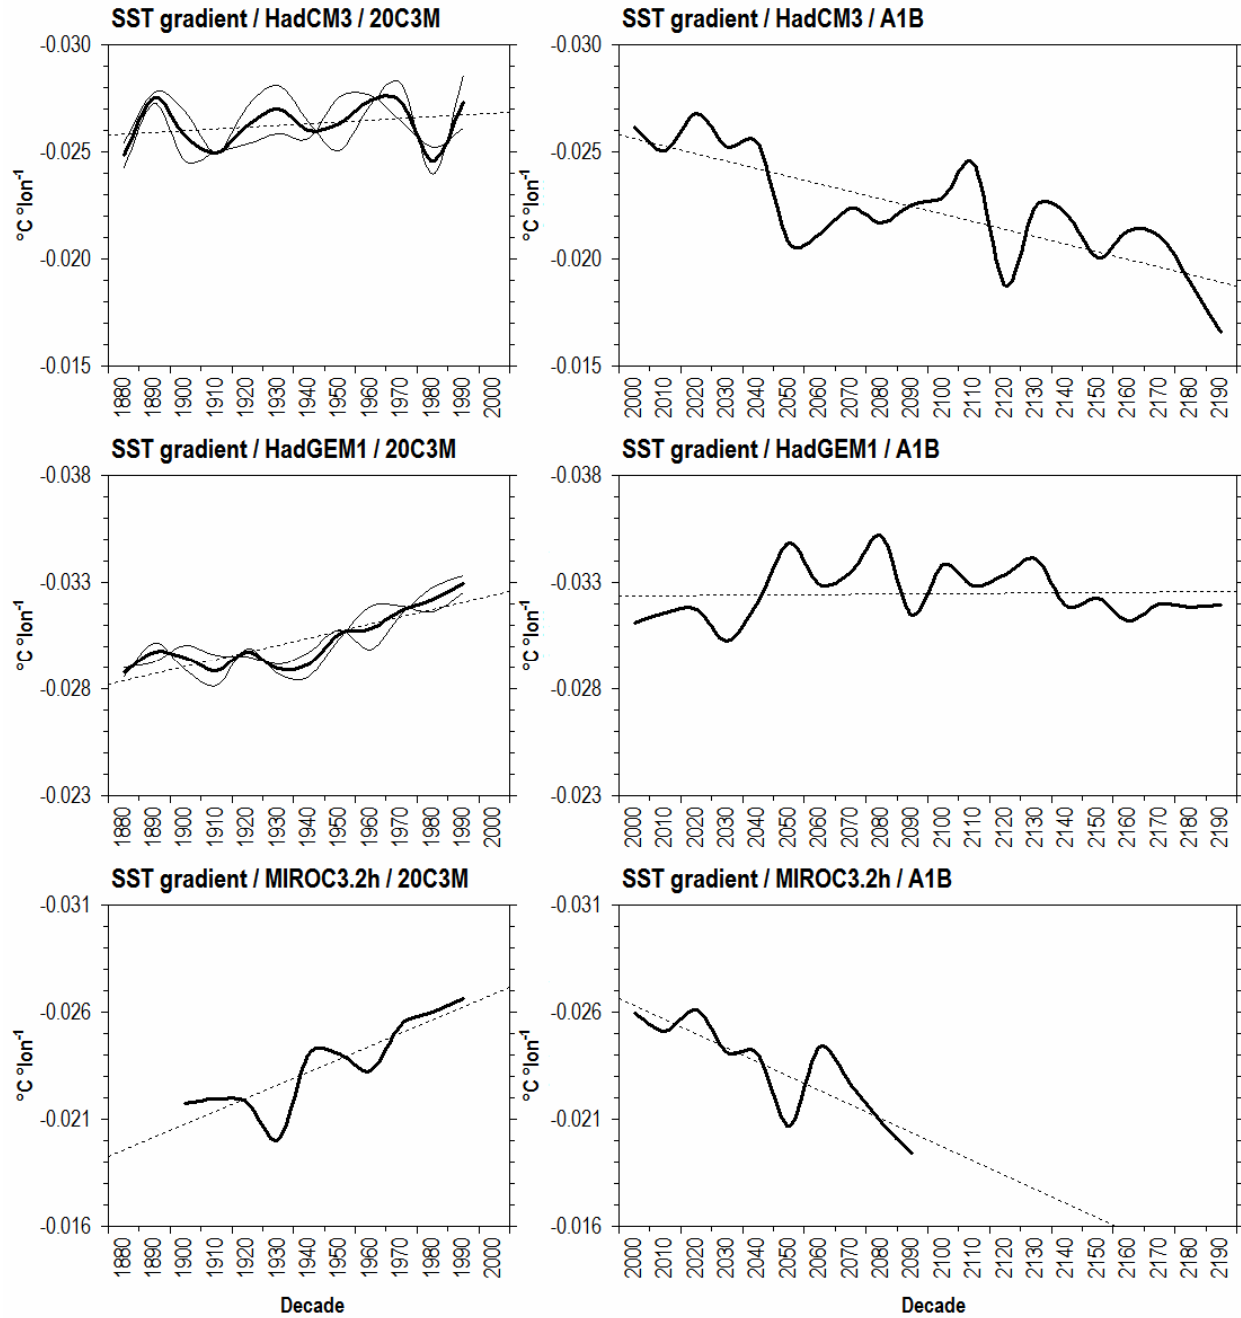 SST gradient / HadCM3 / 20C3M
-0.030
-0.025
-0.020
-0.015
°C °lon⁻¹
1880 1890 1900 1910 1920 1930 1940 1950 1960 1970 1980 1990 2000
SST gradient / HadCM3 / A1B
-0.030
-0.025
-0.020
-0.015
°C °lon⁻¹
2000 2010 2020 2030 2040 2050 2060 2070 2080 2090 2100 2110 2120 2130 2140 2150 2160 2170 2180 2190
SST gradient / HadGEM1 / 20C3M
-0.038
-0.033
-0.028
-0.023
°C °lon⁻¹
1880 1890 1900 1910 1920 1930 1940 1950 1960 1970 1980 1990 2000
SST gradient / HadGEM1 / A1B
-0.038
-0.033
-0.028
-0.023
°C °lon⁻¹
2000 2010 2020 2030 2040 2050 2060 2070 2080 2090 2100 2110 2120 2130 2140 2150 2160 2170 2180 2190
SST gradient / MIROC3.2h / 20C3M
-0.031
-0.026
-0.021
-0.016
°C °lon⁻¹
1880 1890 1900 1910 1920 1930 1940 1950 1960 1970 1980 1990 2000
Decade
SST gradient / MIROC3.2h / A1B
-0.031
-0.026
-0.021
-0.016
°C °lon⁻¹
2000 2010 2020 2030 2040 2050 2060 2070 2080 2090 2100 2110 2120 2130 2140 2150 2160 2170 2180 2190
Decade